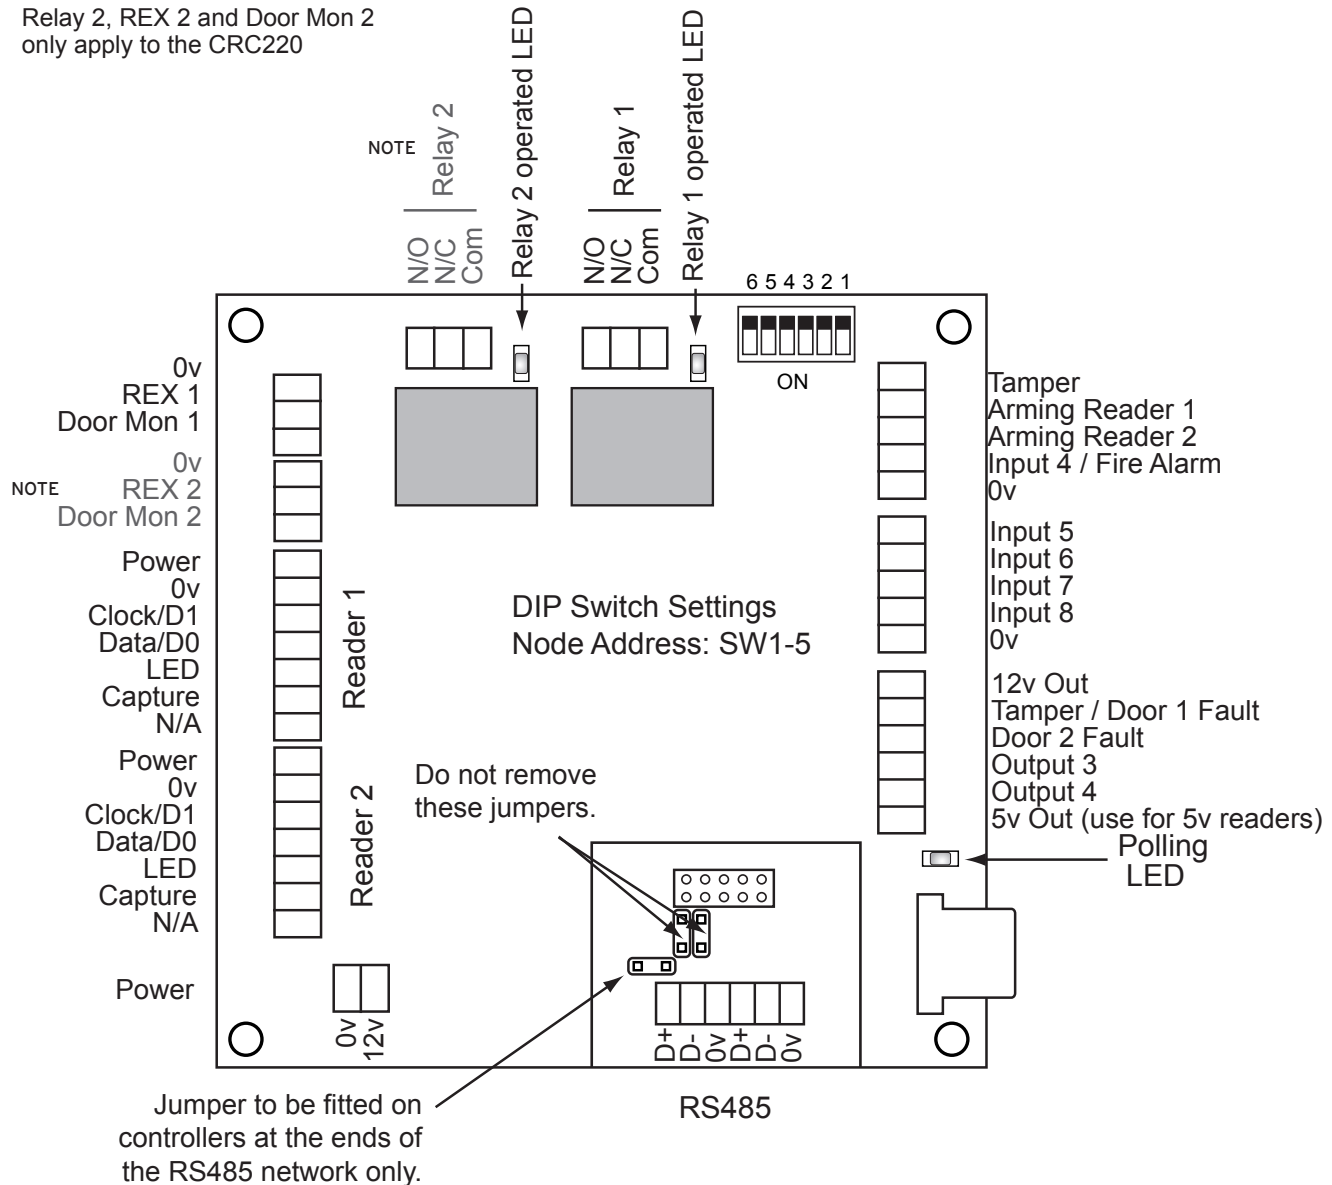 Relay 2, REX 2 and Door Mon 2
only apply to the CRC220
NOTE
Relay 2
N/O
N/C
Com
Relay 2 operated LED
Relay 1
N/O
N/C
Com
Relay 1 operated LED
6 5 4 3 2 1
ON
0v
REX 1
Door Mon 1
NOTE
0v
REX 2
Door Mon 2
Power
0v
Clock/D1
Data/D0
LED
Capture
N/A
Reader 1
Power
0v
Clock/D1
Data/D0
LED
Capture
N/A
Reader 2
Power
0v
12v
DIP Switch Settings
Node Address: SW1-5
Do not remove
these jumpers.
Tamper
Arming Reader 1
Arming Reader 2
Input 4 / Fire Alarm
0v
Input 5
Input 6
Input 7
Input 8
0v
12v Out
Tamper / Door 1 Fault
Door 2 Fault
Output 3
Output 4
5v Out (use for 5v readers)
Polling
LED
D+
D-
0v
D+
D-
0v
RS485
Jumper to be fitted on
controllers at the ends of
the RS485 network only.